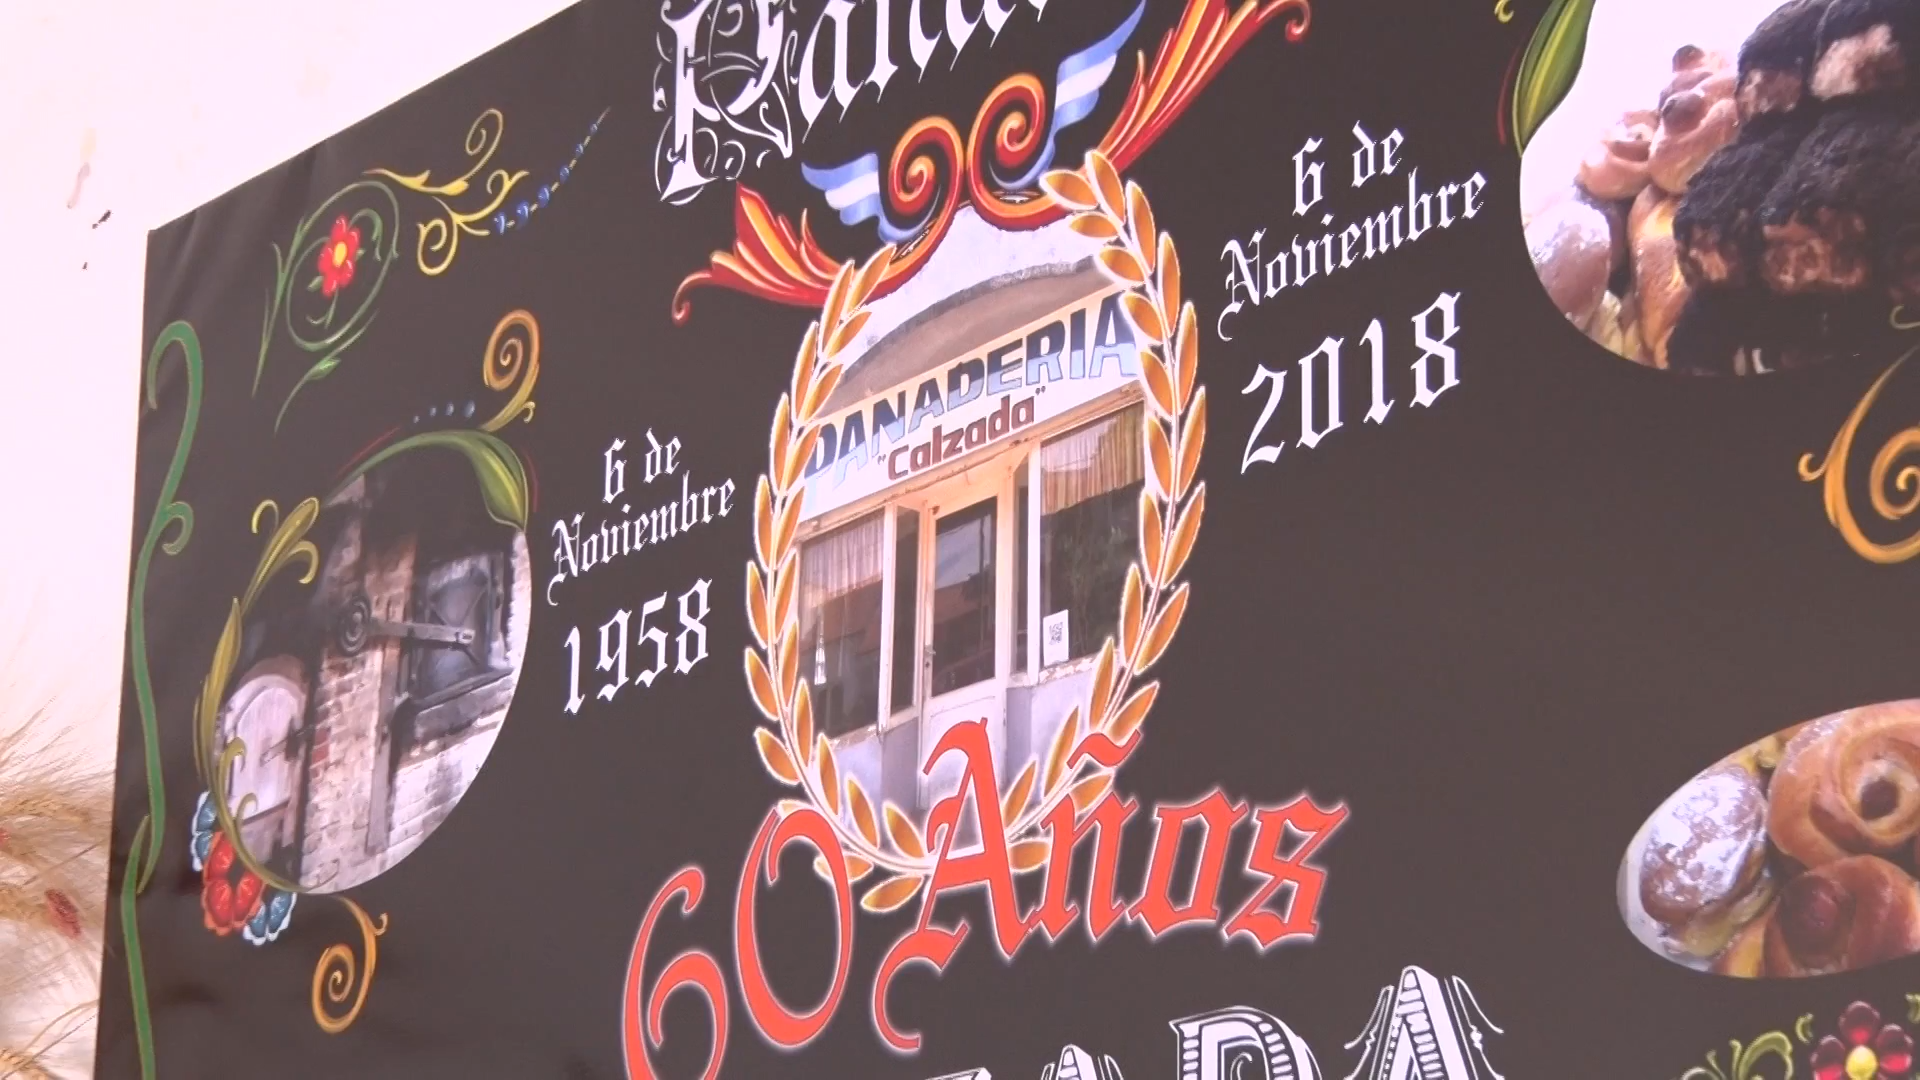 6 de
Noviembre
2018
PANADERIA
"Calzada"
6 de
Noviembre
1958
60 Años